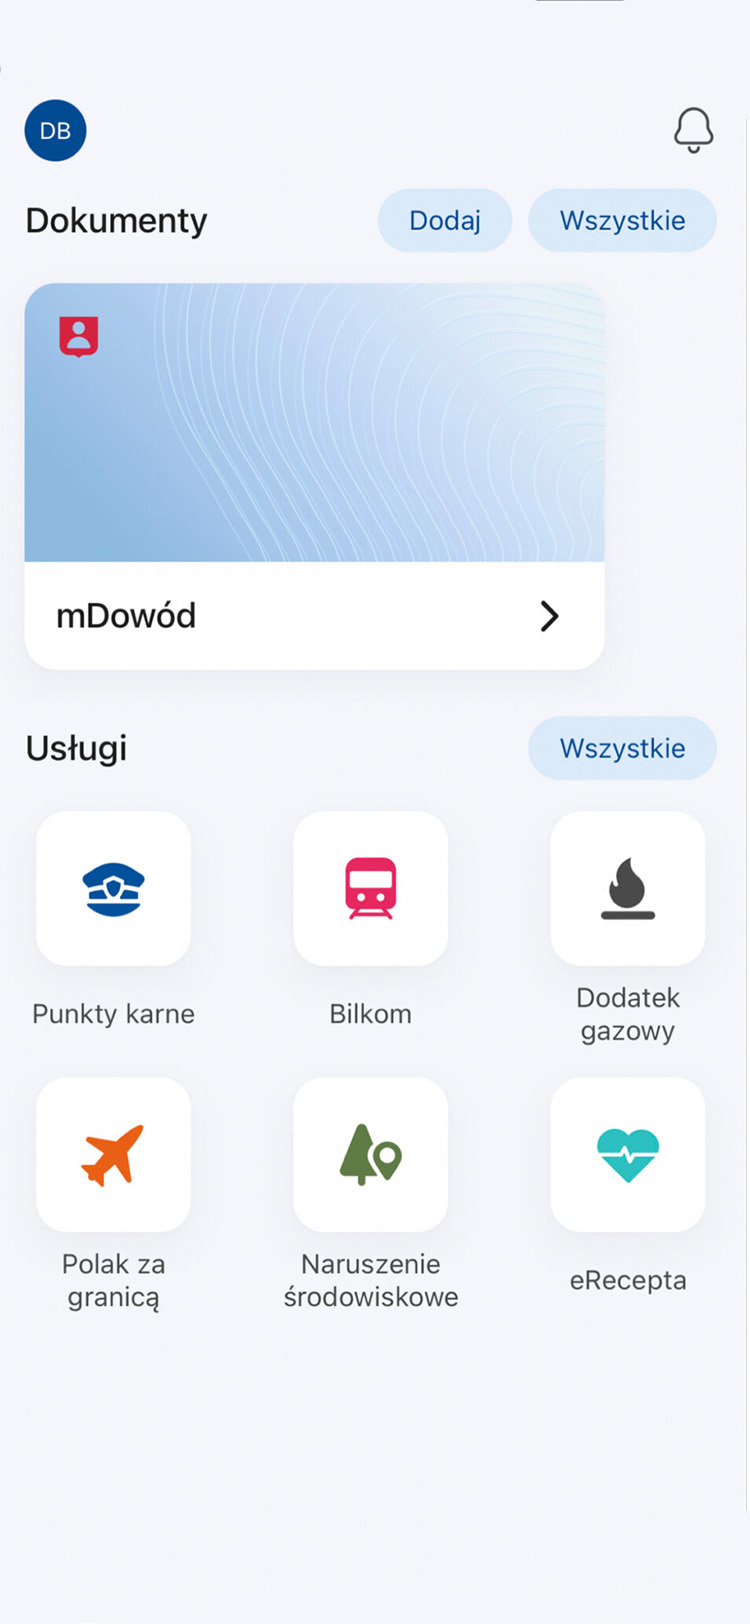 DB
Dokumenty
Dodaj
Wszystkie
mDowód
Usługi
Wszystkie
Punkty karne
Bilkom
Dodatek
gazowy
Polak za
granicą
Naruszenie
środowiskowe
eRecepta